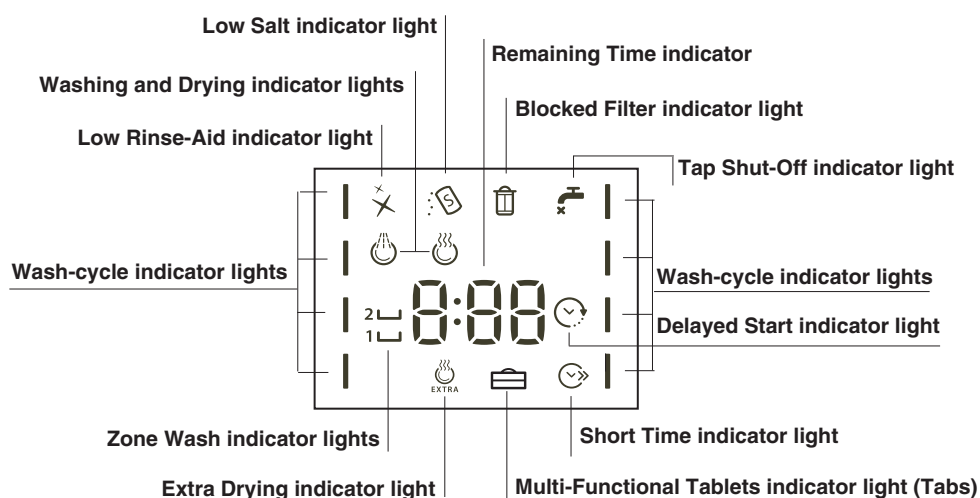 Low Salt indicator light
Remaining Time indicator
Washing and Drying indicator lights
Blocked Filter indicator light
Low Rinse-Aid indicator light
Tap Shut-Off indicator light
S
Wash-cycle indicator lights
Wash-cycle indicator lights
8:88
2
1
Delayed Start indicator light
EXTRA
Zone Wash indicator lights
Short Time indicator light
Extra Drying indicator light
Multi-Functional Tablets indicator light (Tabs)